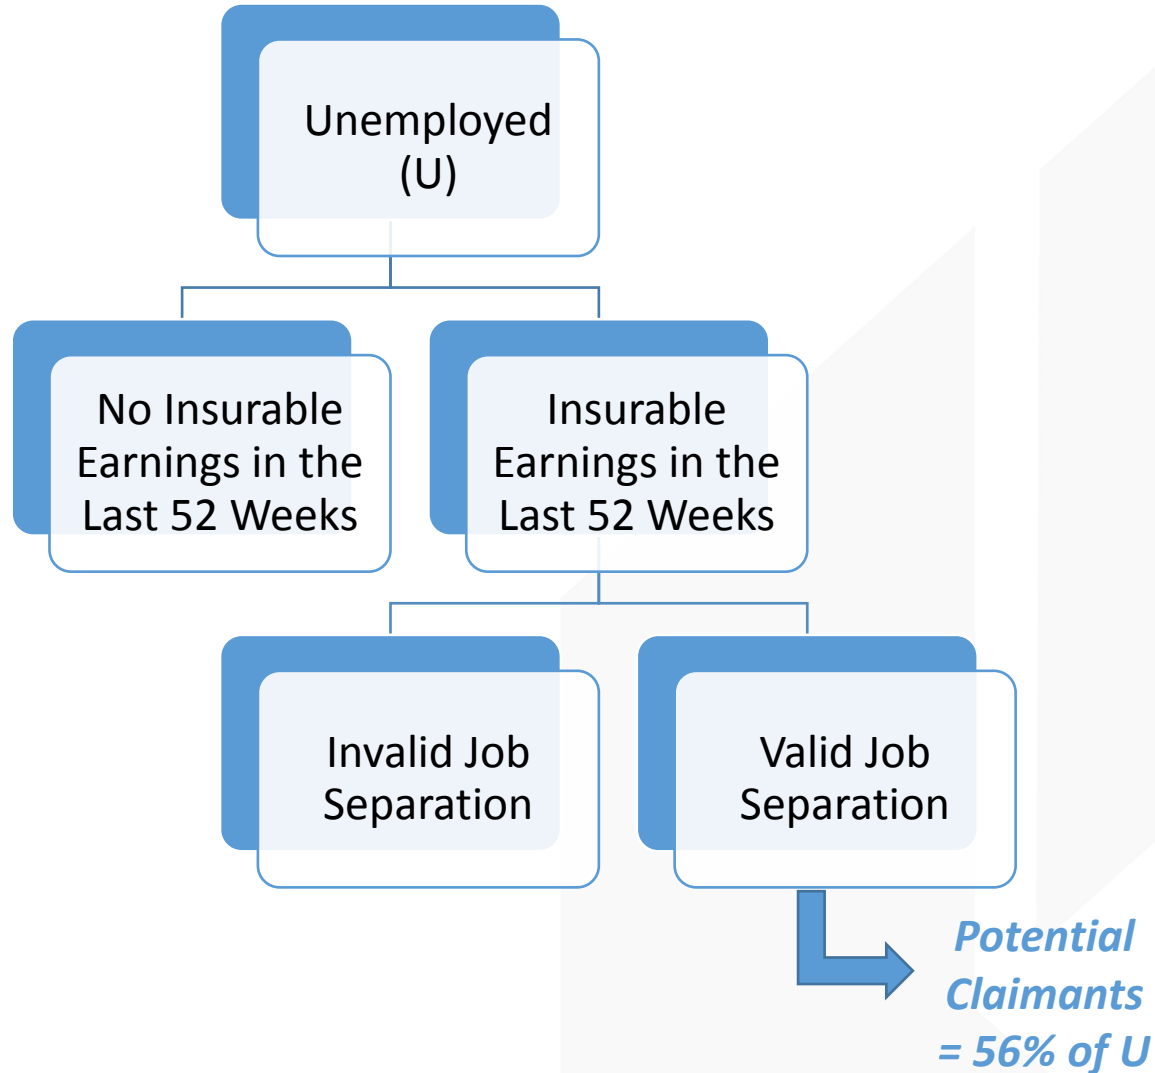 Unemployed
(U)
No Insurable
Earnings in the
Last 52 Weeks
Insurable
Earnings in the
Last 52 Weeks
Invalid Job
Separation
Valid Job
Separation
Potential
Claimants
= 56% of U